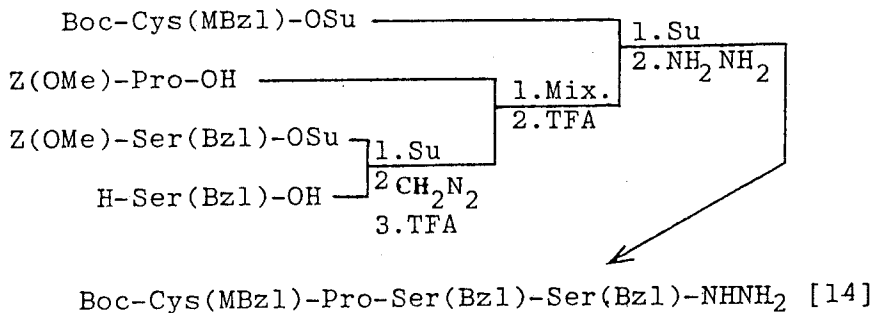 Boc-Cys(MBzl)-OSu
1.Su
2.NH2NH2
Z(OMe)-Pro-OH
1.Mix.
2.TFA
Z(OMe)-Ser(Bzl)-OSu
1.Su
2 CH2N2
3.TFA
H-Ser(Bzl)-OH
Boc-Cys(MBzl)-Pro-Ser(Bzl)-Ser(Bzl)-NHNH2 [14]